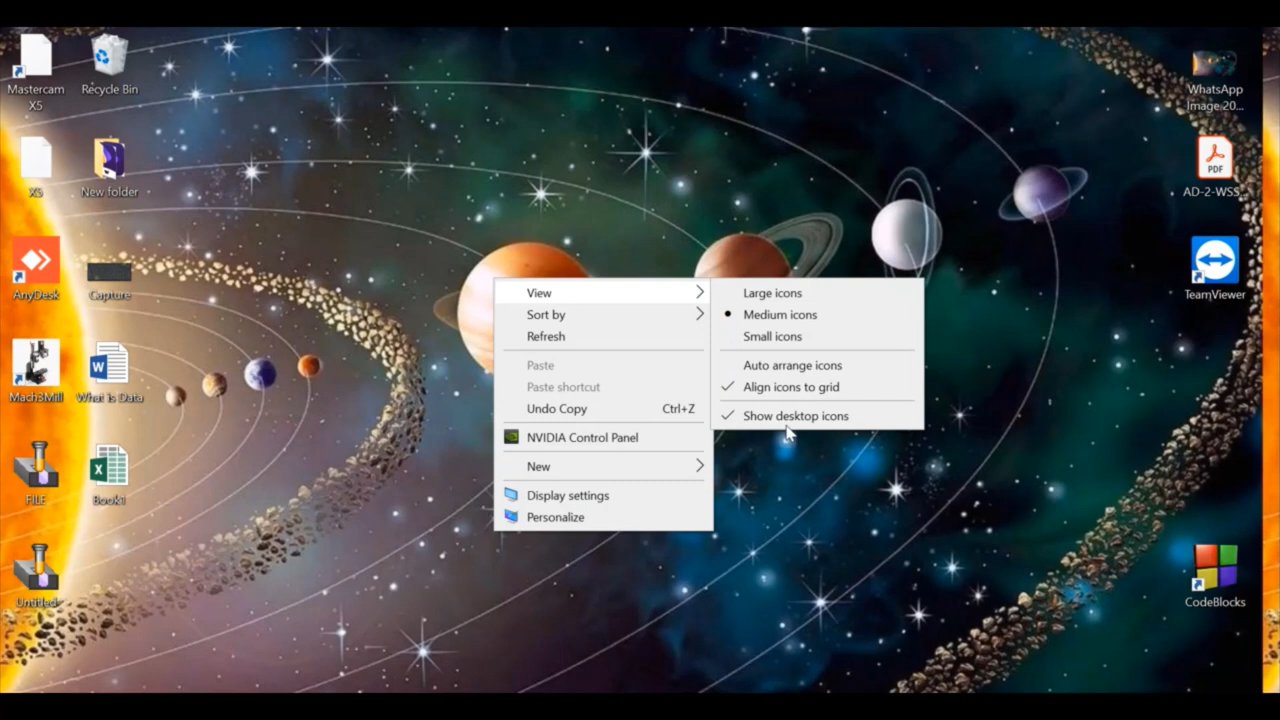 Mastercam
X5
Recycle Bin
X9
New folder
AnyDesk
Capture
Mach3Mill
What is Data
FILE
Book1
Untitled
View
Sort by
Refresh
Paste
Paste shortcut
Undo Copy Ctrl+Z
NVIDIA Control Panel
New
Display settings
Personalize
Large icons
Medium icons
Small icons
Auto arrange icons
Align icons to grid
Show desktop icons
WhatsApp
Image 20...
PDF
AD-2-WSS
TeamViewer
CodeBlocks